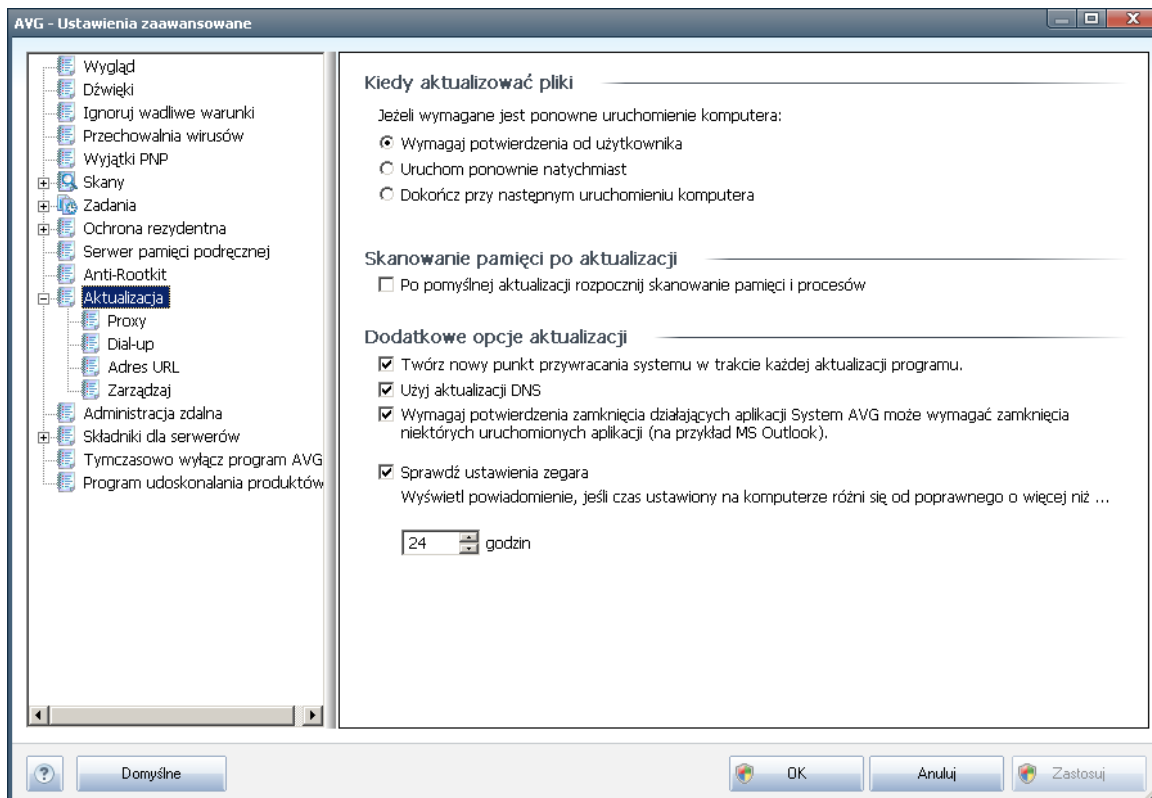 AVG - Ustawienia zaawansowane
Wygląd
Dźwięki
Ignoruj wadliwe warunki
Przechowalnia wirusów
Wyjątki PNP
Skany
Zadania
Ochrona rezydentna
Serwer pamięci podręcznej
Anti-Rootkit
Aktualizacja
Proxy
Dial-up
Adres URL
Zarządzaj
Administracja zdalna
Składniki dla serwerów
Tymczasowo wyłącz program AVG
Program udoskonalania produktów
Kiedy aktualizować pliki
Jeżeli wymagane jest ponowne uruchomienie komputera:
Wymagaj potwierdzenia od użytkownika
Uruchom ponownie natychmiast
Dokończ przy następnym uruchomieniu komputera
Skanowanie pamięci po aktualizacji
Po pomyślnej aktualizacji rozpocznij skanowanie pamięci i procesów
Dodatkowe opcje aktualizacji
Twórz nowy punkt przywracania systemu w trakcie każdej aktualizacji programu.
Użyj aktualizacji DNS
Wymagaj potwierdzenia zamknięcia działających aplikacji System AVG może wymagać zamknięcia
niektórych uruchomionych aplikacji (na przykład MS Outlook).
Sprawdź ustawienia zegara
Wyświetl powiadomienie, jeśli czas ustawiony na komputerze różni się od poprawnego o więcej niż ...
24 godzin
? Domyślne OK Anuluj Zastosuj